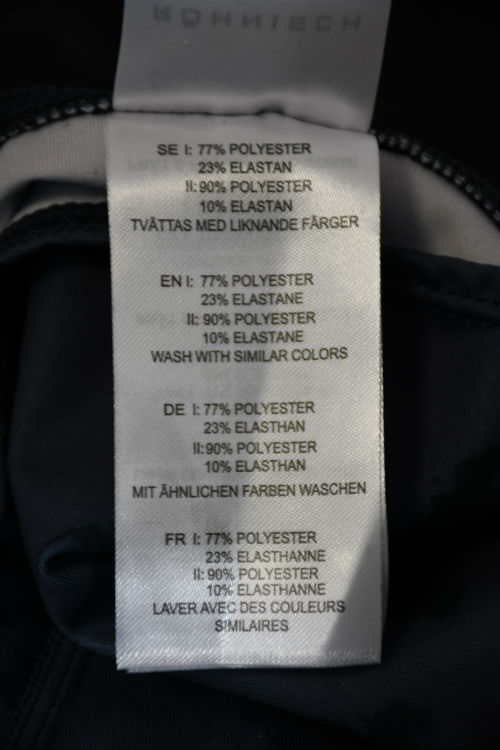 RÖHNISCH
SE I: 77% POLYESTER
23% ELASTAN
II: 90% POLYESTER
10% ELASTAN
TVÄTTAS MED LIKNANDE FÄRGER
EN I: 77% POLYESTER
23% ELASTANE
II: 90% POLYESTER
10% ELASTANE
WASH WITH SIMILAR COLORS
DE I: 77% POLYESTER
23% ELASTHAN
II: 90% POLYESTER
10% ELASTHAN
MIT ÄHNLICHEN FARBEN WASCHEN
FR I: 77% POLYESTER
23% ELASTHANNE
II: 90% POLYESTER
10% ELASTHANNE
LAVER AVEC DES COULEURS
SIMILAIRES